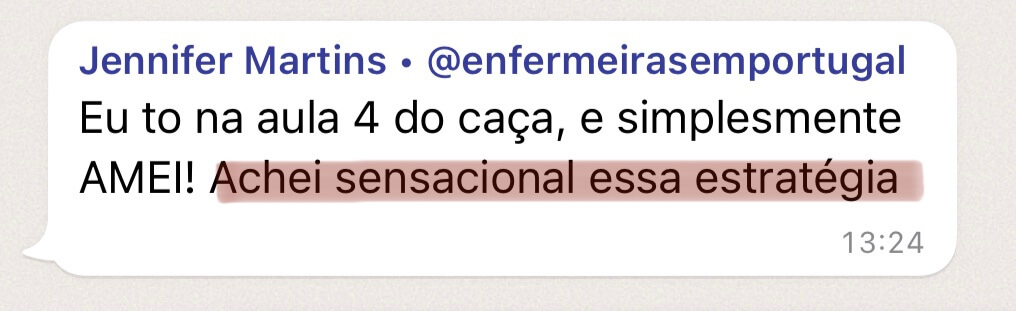 Jennifer Martins • @enfermeirasemportugal
Eu to na aula 4 do caça, e simplesmente
AMEI! Achei sensacional essa estratégia
13:24